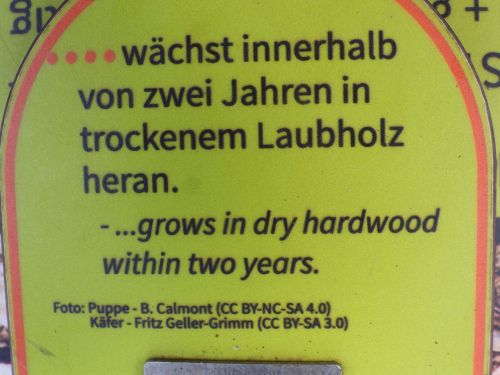 ....wächst innerhalb
von zwei Jahren in
trockenem Laubholz
heran.
- ...grows in dry hardwood
within two years.
Foto: Puppe - B. Calmont (CC BY-NC-SA 4.0)
Käfer - Fritz Geller-Grimm (CC BY-SA 3.0)